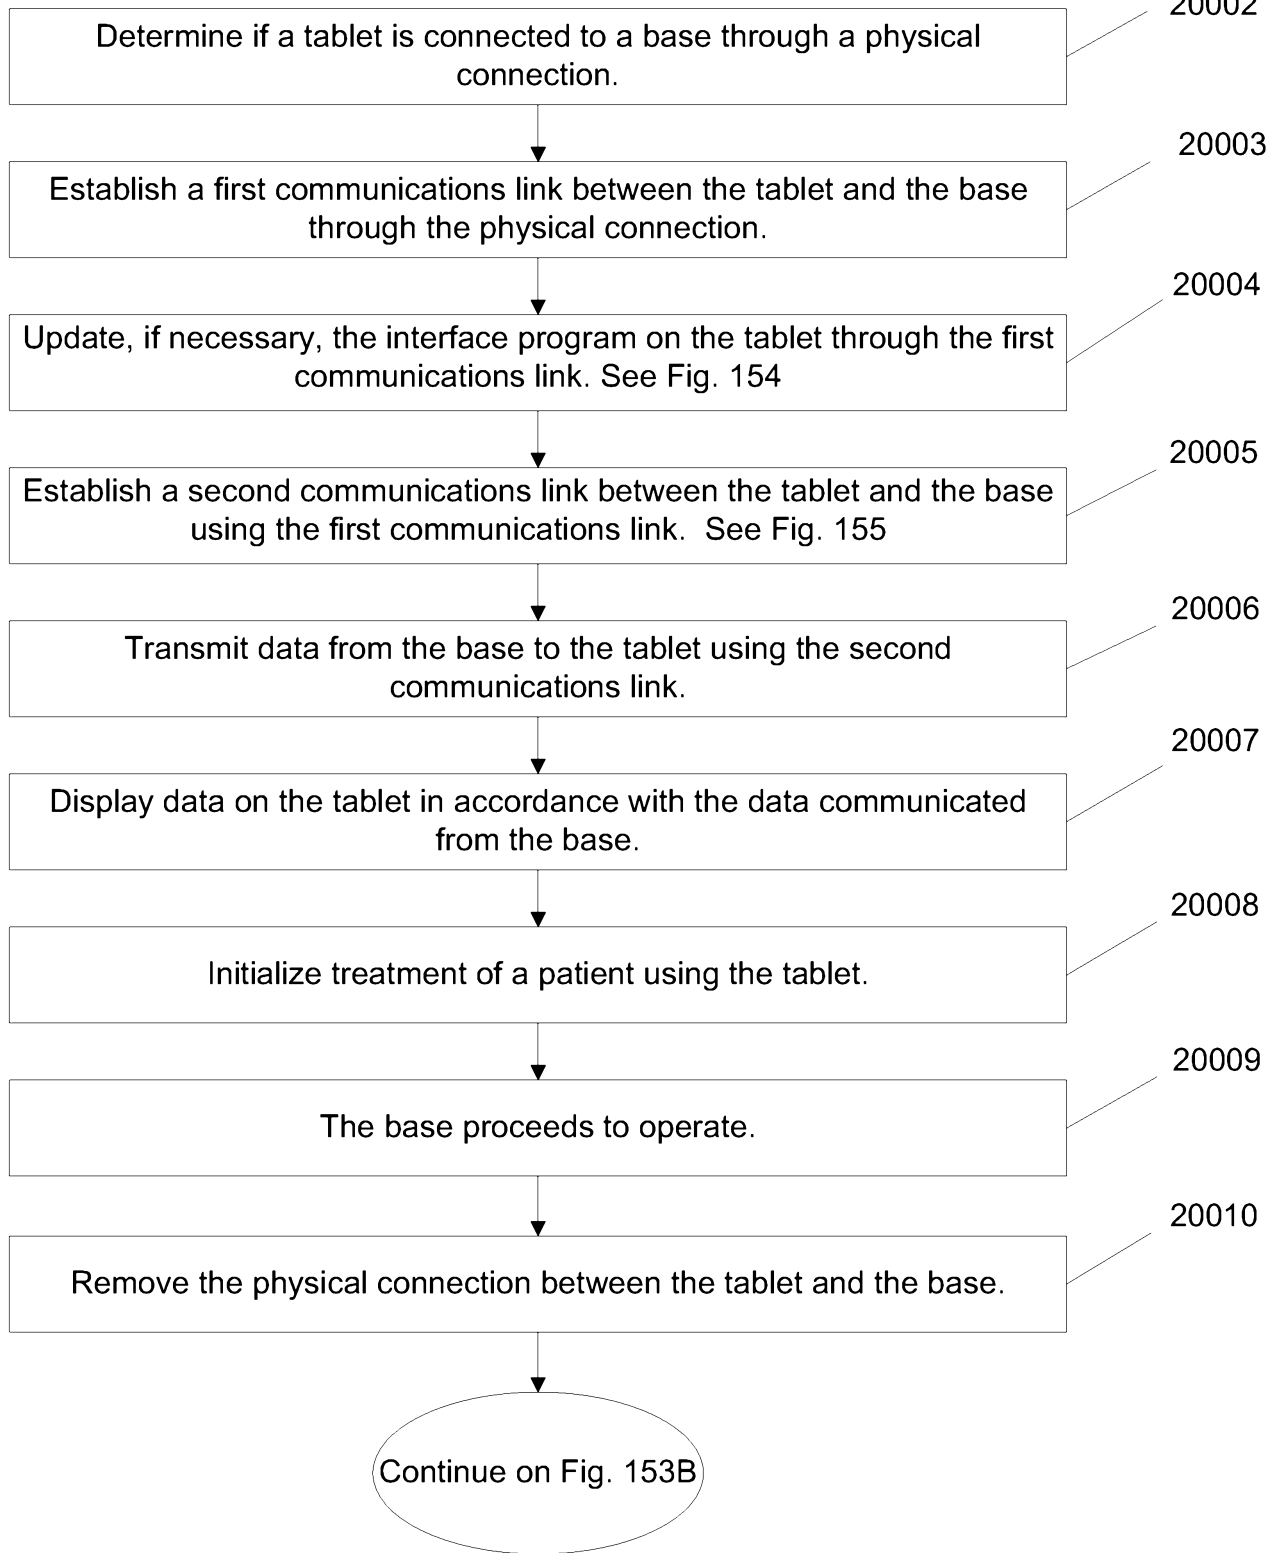 20002
Determine if a tablet is connected to a base through a physical
connection.
20003
Establish a first communications link between the tablet and the base
through the physical connection.
20004
Update, if necessary, the interface program on the tablet through the first
communications link. See Fig. 154
20005
Establish a second communications link between the tablet and the base
using the first communications link.  See Fig. 155
20006
Transmit data from the base to the tablet using the second
communications link.
20007
Display data on the tablet in accordance with the data communicated
from the base.
20008
Initialize treatment of a patient using the tablet.
20009
The base proceeds to operate.
20010
Remove the physical connection between the tablet and the base.
Continue on Fig. 153B